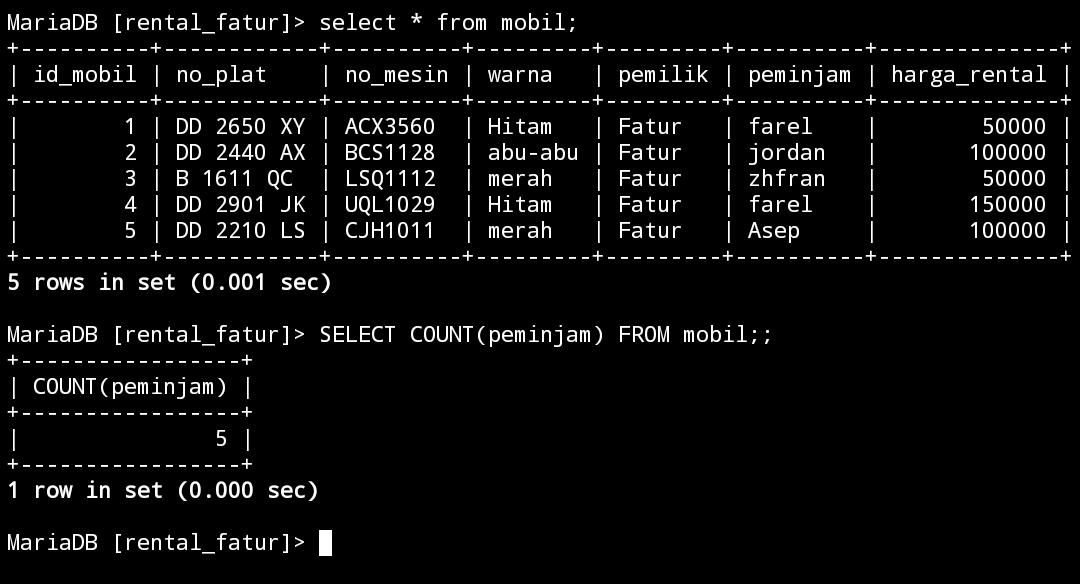 MariaDB [rental_fatur]> select * from mobil;
+----------+------------+----------+---------+---------+----------+--------------+
| id_mobil | no_plat    | no_mesin | warna   | pemilik | peminjam | harga_rental |
+----------+------------+----------+---------+---------+----------+--------------+
|        1 | DD 2650 XY | ACX3560  | Hitam   | Fatur   | farel    |        50000 |
|        2 | DD 2440 AX | BCS1128  | abu-abu | Fatur   | jordan   |       100000 |
|        3 | B 1611 QC  | LSQ1112  | merah   | Fatur   | zhfran   |        50000 |
|        4 | DD 2901 JK | UQL1029  | Hitam   | Fatur   | farel    |       150000 |
|        5 | DD 2210 LS | CJH1011  | merah   | Fatur   | Asep     |       100000 |
+----------+------------+----------+---------+---------+----------+--------------+
5 rows in set (0.001 sec)
MariaDB [rental_fatur]> SELECT COUNT(peminjam) FROM mobil;;
+-----------------+
| COUNT(peminjam) |
+-----------------+
|               5 |
+-----------------+
1 row in set (0.000 sec)
MariaDB [rental_fatur]>